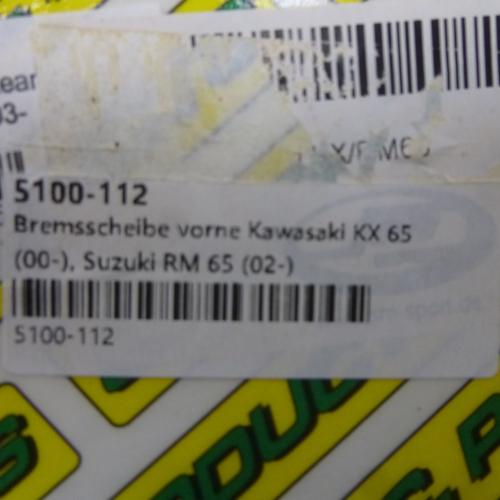 5100-112
Bremsscheibe vorne Kawasaki KX 65
(00-), Suzuki RM 65 (02-)
5100-112